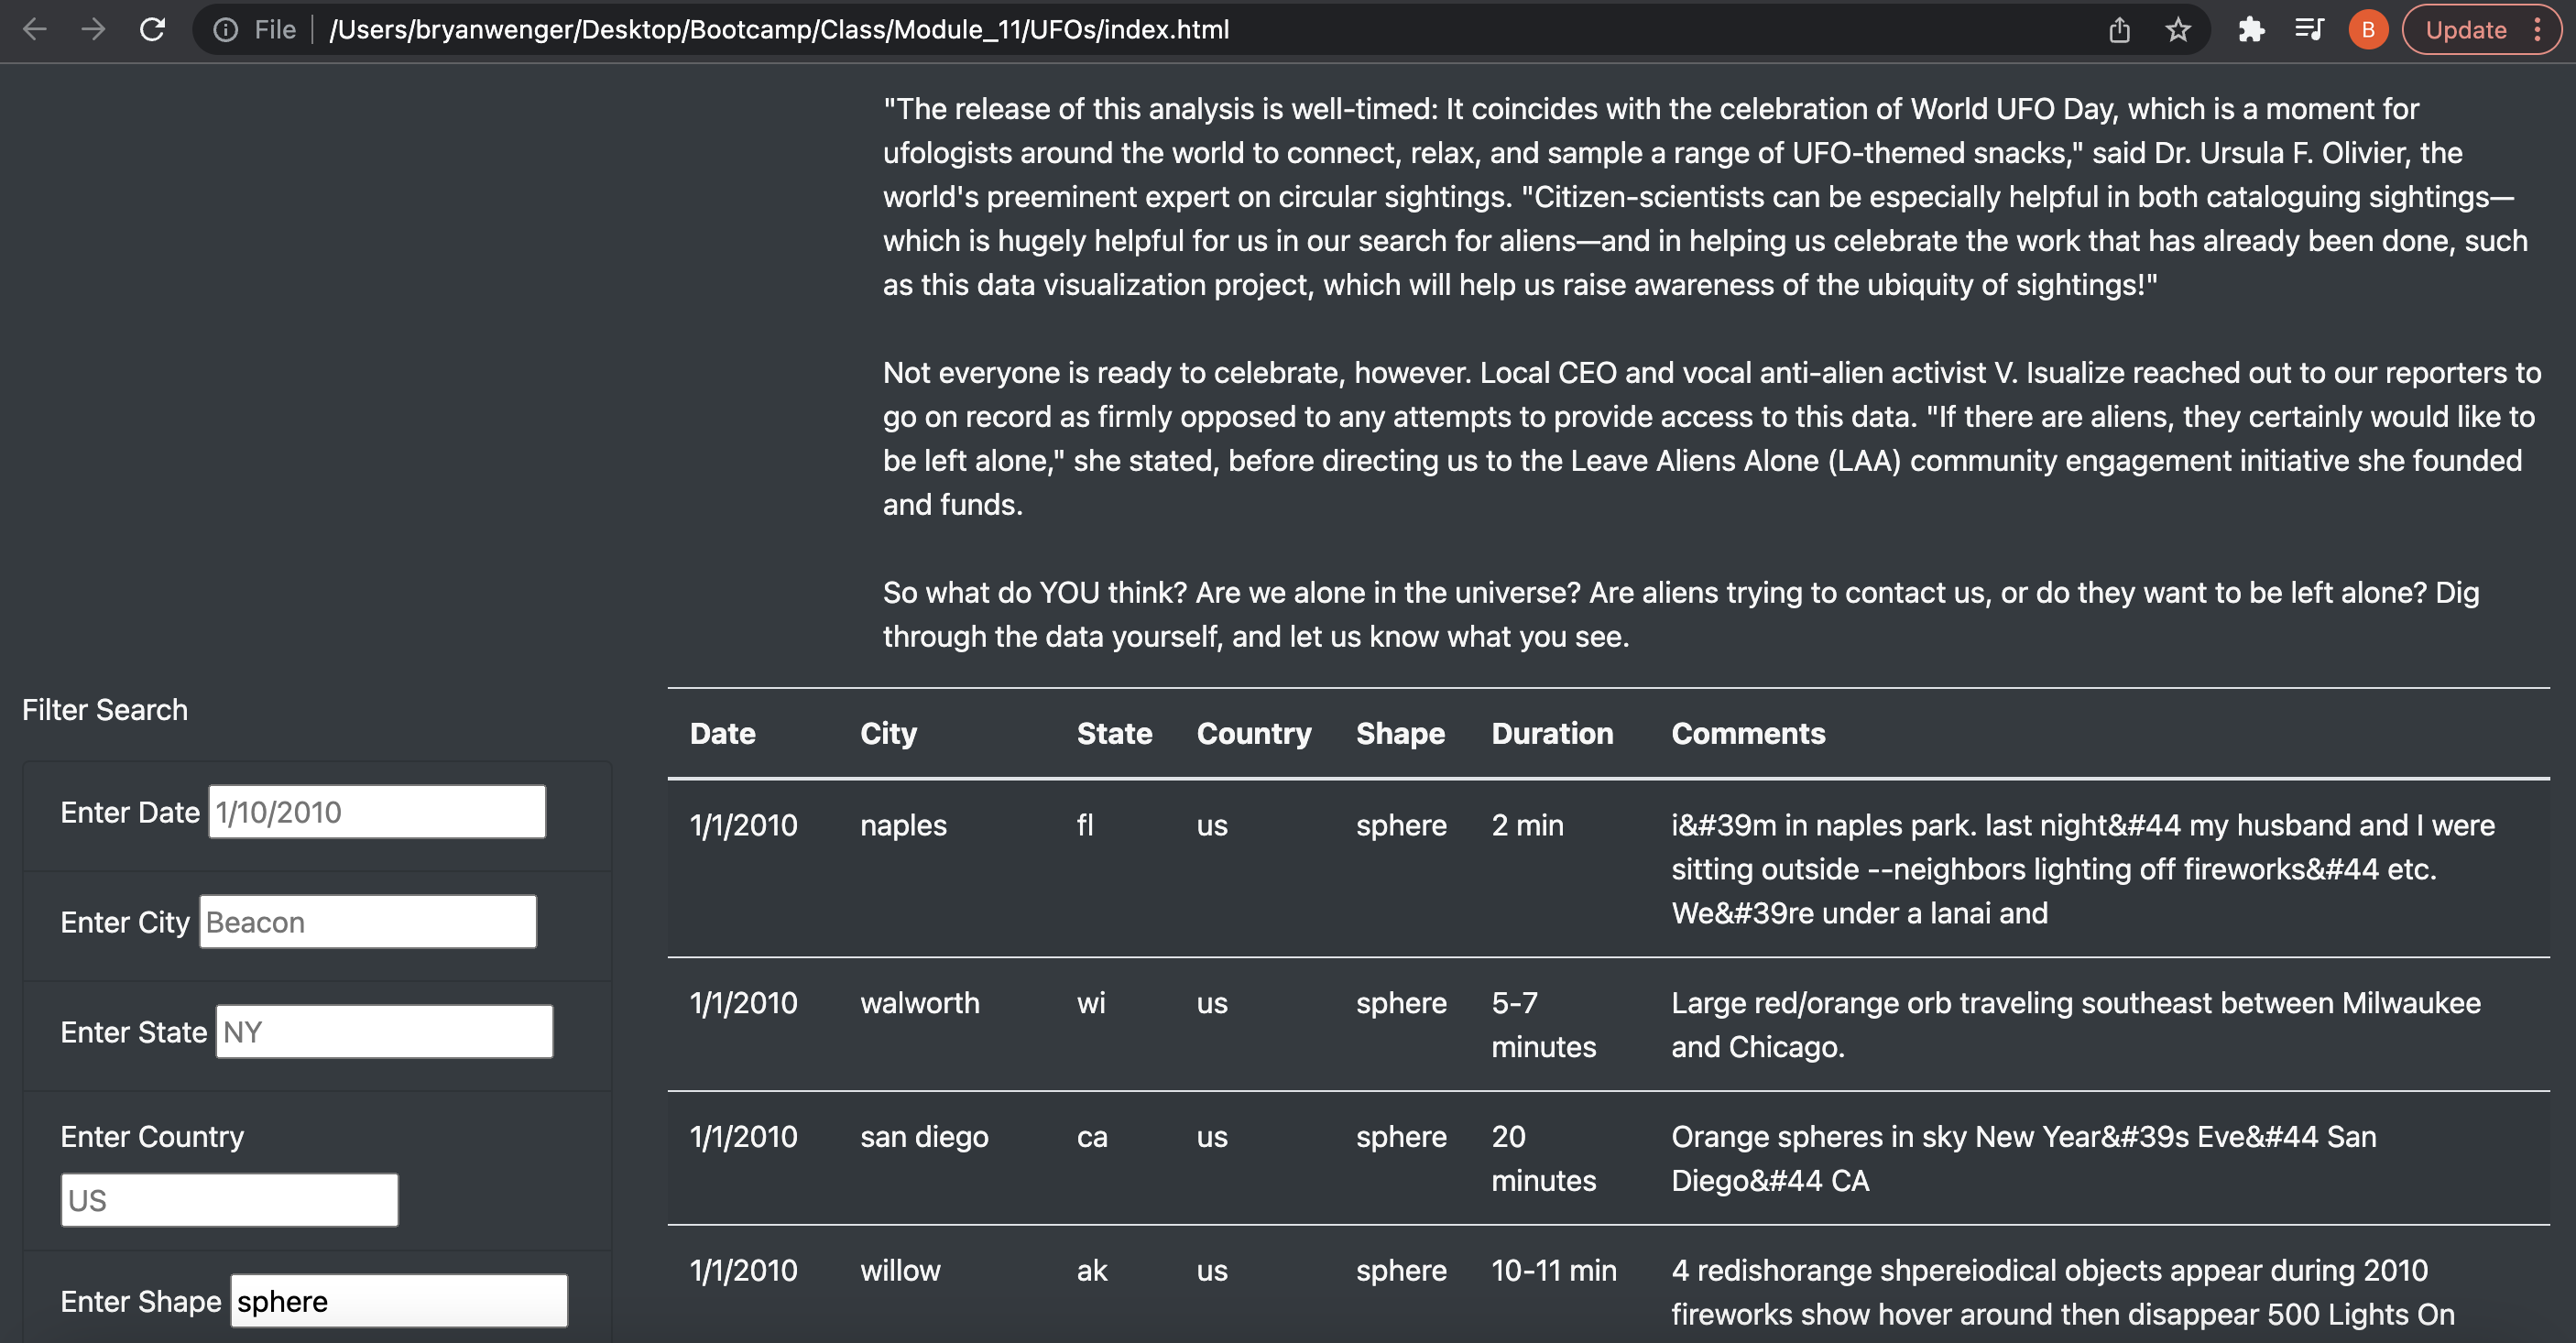 File /Users/bryanwenger/Desktop/Bootcamp/Class/Module_11/UFOs/index.html B Update
"The release of this analysis is well-timed: It coincides with the celebration of World UFO Day, which is a moment for
ufologists around the world to connect, relax, and sample a range of UFO-themed snacks," said Dr. Ursula F. Olivier, the
world's preeminent expert on circular sightings. "Citizen-scientists can be especially helpful in both cataloguing sightings—
which is hugely helpful for us in our search for aliens—and in helping us celebrate the work that has already been done, such
as this data visualization project, which will help us raise awareness of the ubiquity of sightings!"
Not everyone is ready to celebrate, however. Local CEO and vocal anti-alien activist V. Isualize reached out to our reporters to
go on record as firmly opposed to any attempts to provide access to this data. "If there are aliens, they certainly would like to
be left alone," she stated, before directing us to the Leave Aliens Alone (LAA) community engagement initiative she founded
and funds.
So what do YOU think? Are we alone in the universe? Are aliens trying to contact us, or do they want to be left alone? Dig
through the data yourself, and let us know what you see.
Filter Search
Enter Date 1/10/2010
Enter City Beacon
Enter State NY
Enter Country
US
Enter Shape sphere
Date City State Country Shape Duration Comments
1/1/2010 naples fl us sphere 2 min i&#39m in naples park. last night&#44 my husband and I were
sitting outside --neighbors lighting off fireworks&#44 etc.
We&#39re under a lanai and
1/1/2010 walworth wi us sphere 5-7 Large red/orange orb traveling southeast between Milwaukee
minutes and Chicago.
1/1/2010 san diego ca us sphere 20 Orange spheres in sky New Year&#39s Eve&#44 San
minutes Diego&#44 CA
1/1/2010 willow ak us sphere 10-11 min 4 redishorange shpereiodical objects appear during 2010
fireworks show hover around then disappear 500 Lights On